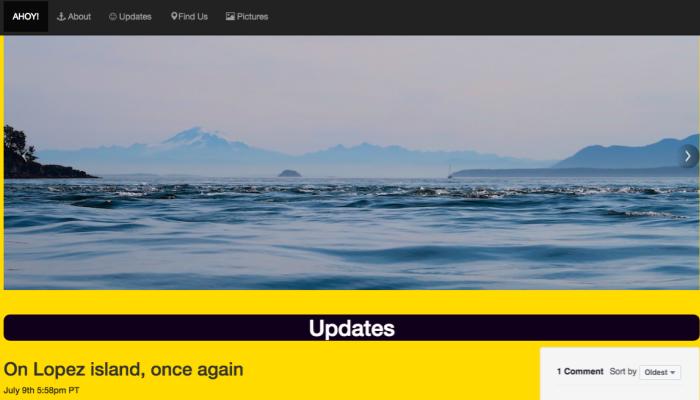 AHOY! About Updates Find Us Pictures
Updates
On Lopez island, once again
July 9th 5:58pm PT
1 Comment Sort by Oldest